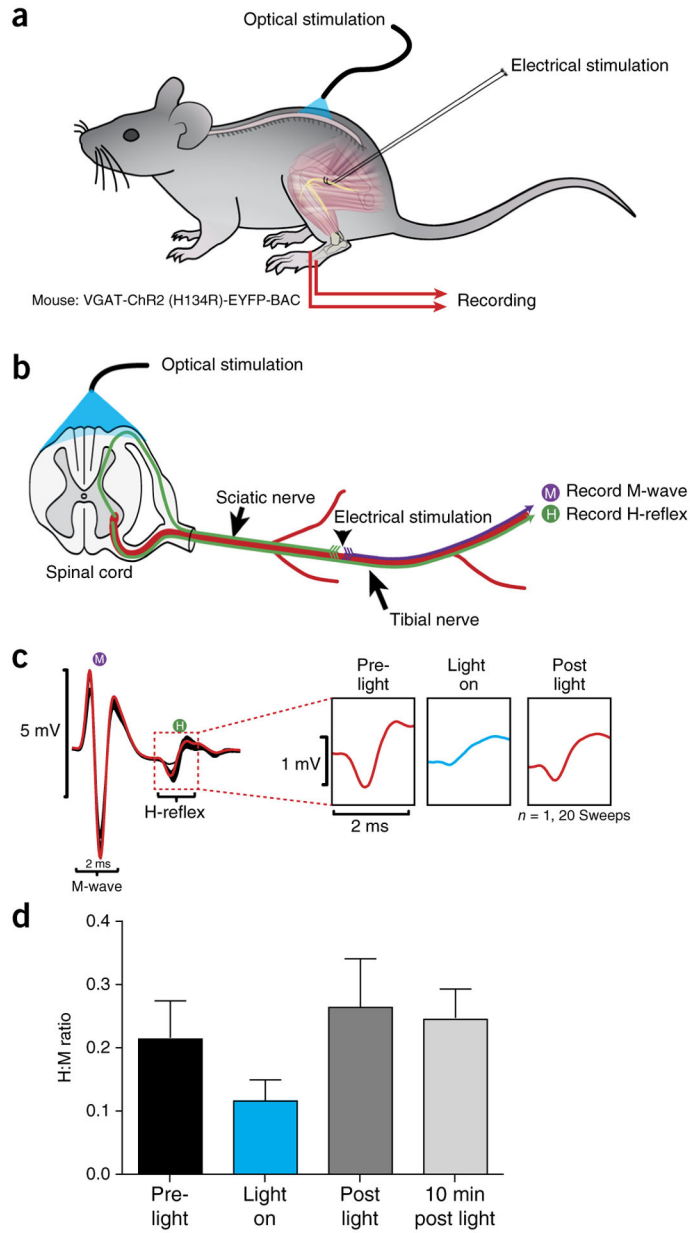 a
Optical stimulation
Electrical stimulation
Mouse: VGAT-ChR2 (H134R)-EYFP-BAC
Recording
b
Optical stimulation
Sciatic nerve
Electrical stimulation
M Record M-wave
H Record H-reflex
Spinal cord
Tibial nerve
c
M
5 mV
H
H-reflex
2 ms
M-wave
Pre-
light
Light
on
Post
light
1 mV
2 ms
n = 1, 20 Sweeps
d
H:M ratio
0.4
0.3
0.2
0.1
0.0
Pre-
light
Light
on
Post
light
10 min
post light